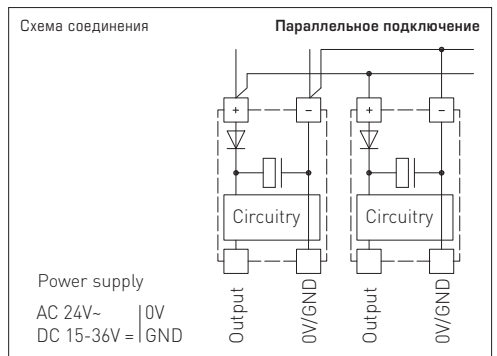 Схема соединения
Параллельное подключение
+ – + –
Circuitry Circuitry
Power supply
AC 24V~ 0V
DC 15-36V = GND
Output
0V/GND
Output
0V/GND